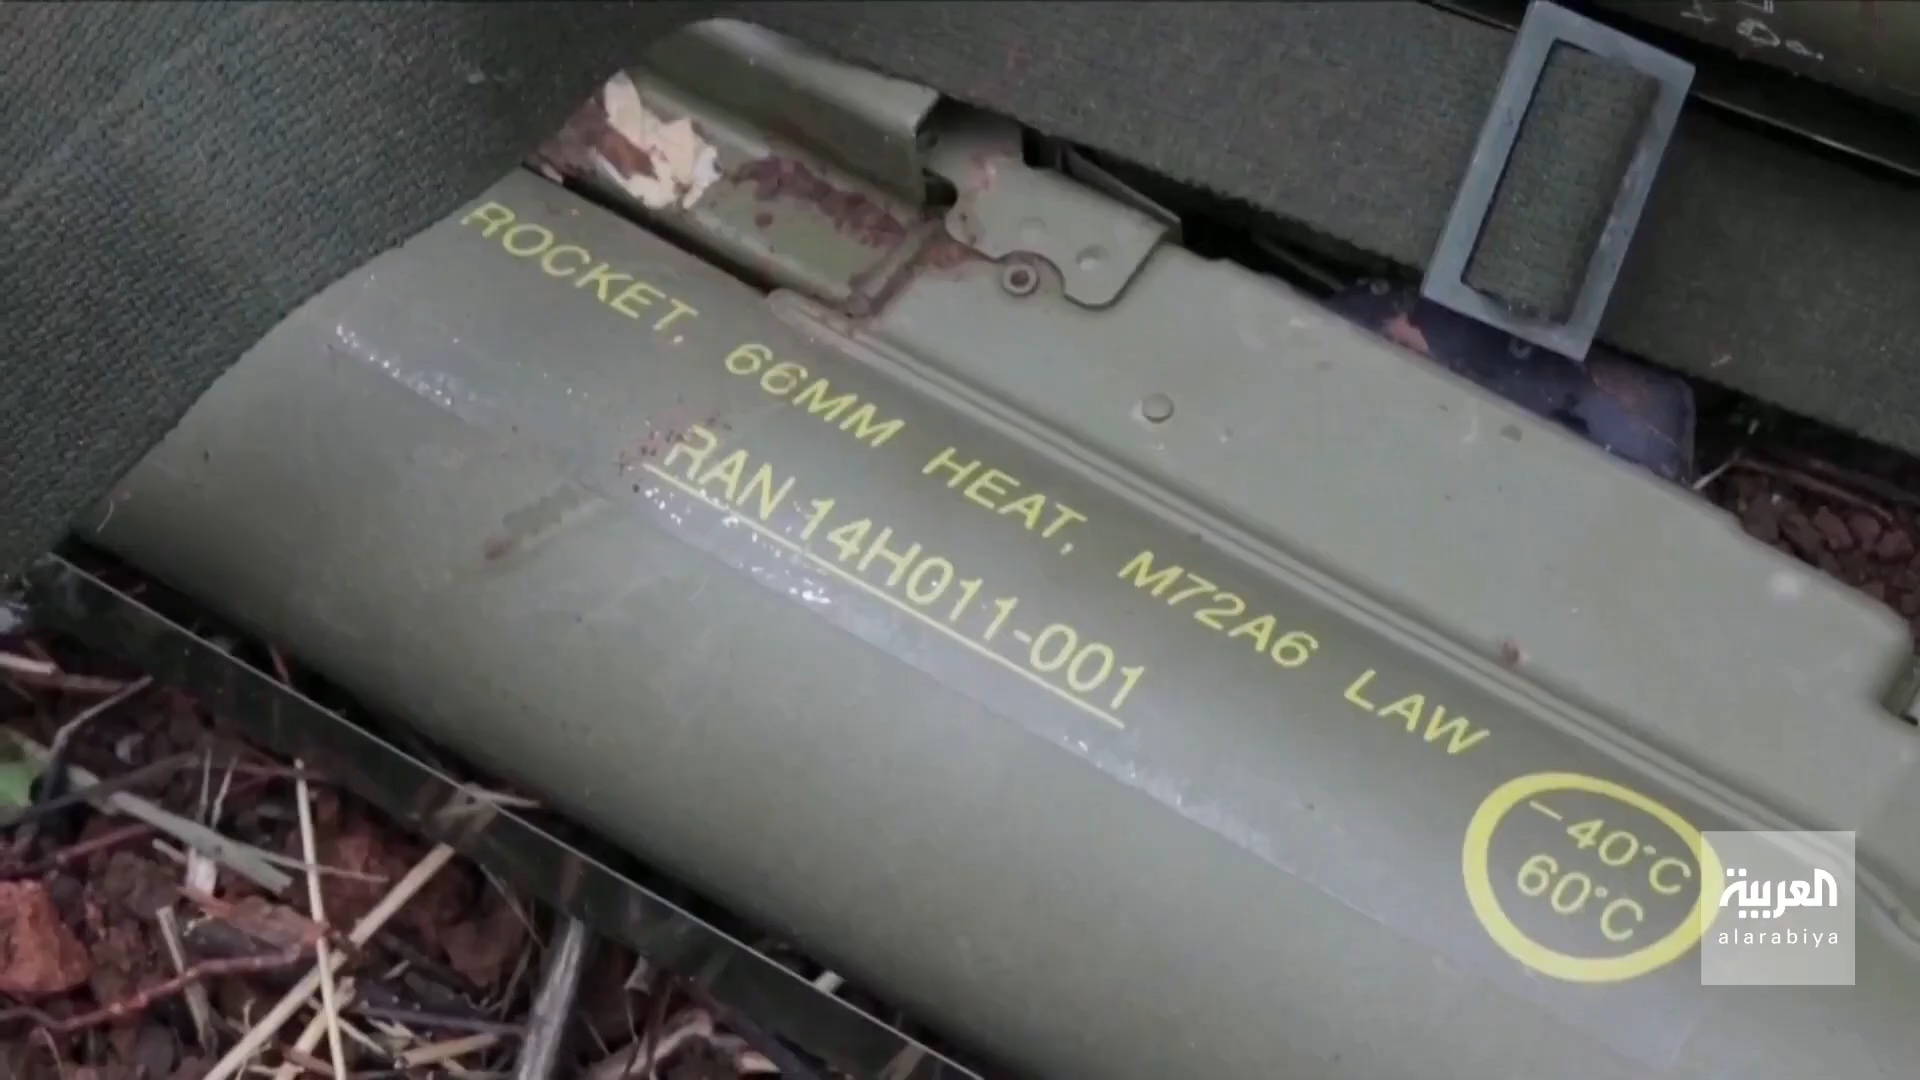 ROCKET, 66MM HEAT, M72A6 LAW
RAN 14H011-001
-40°C
60°C
العربية
alarabiya